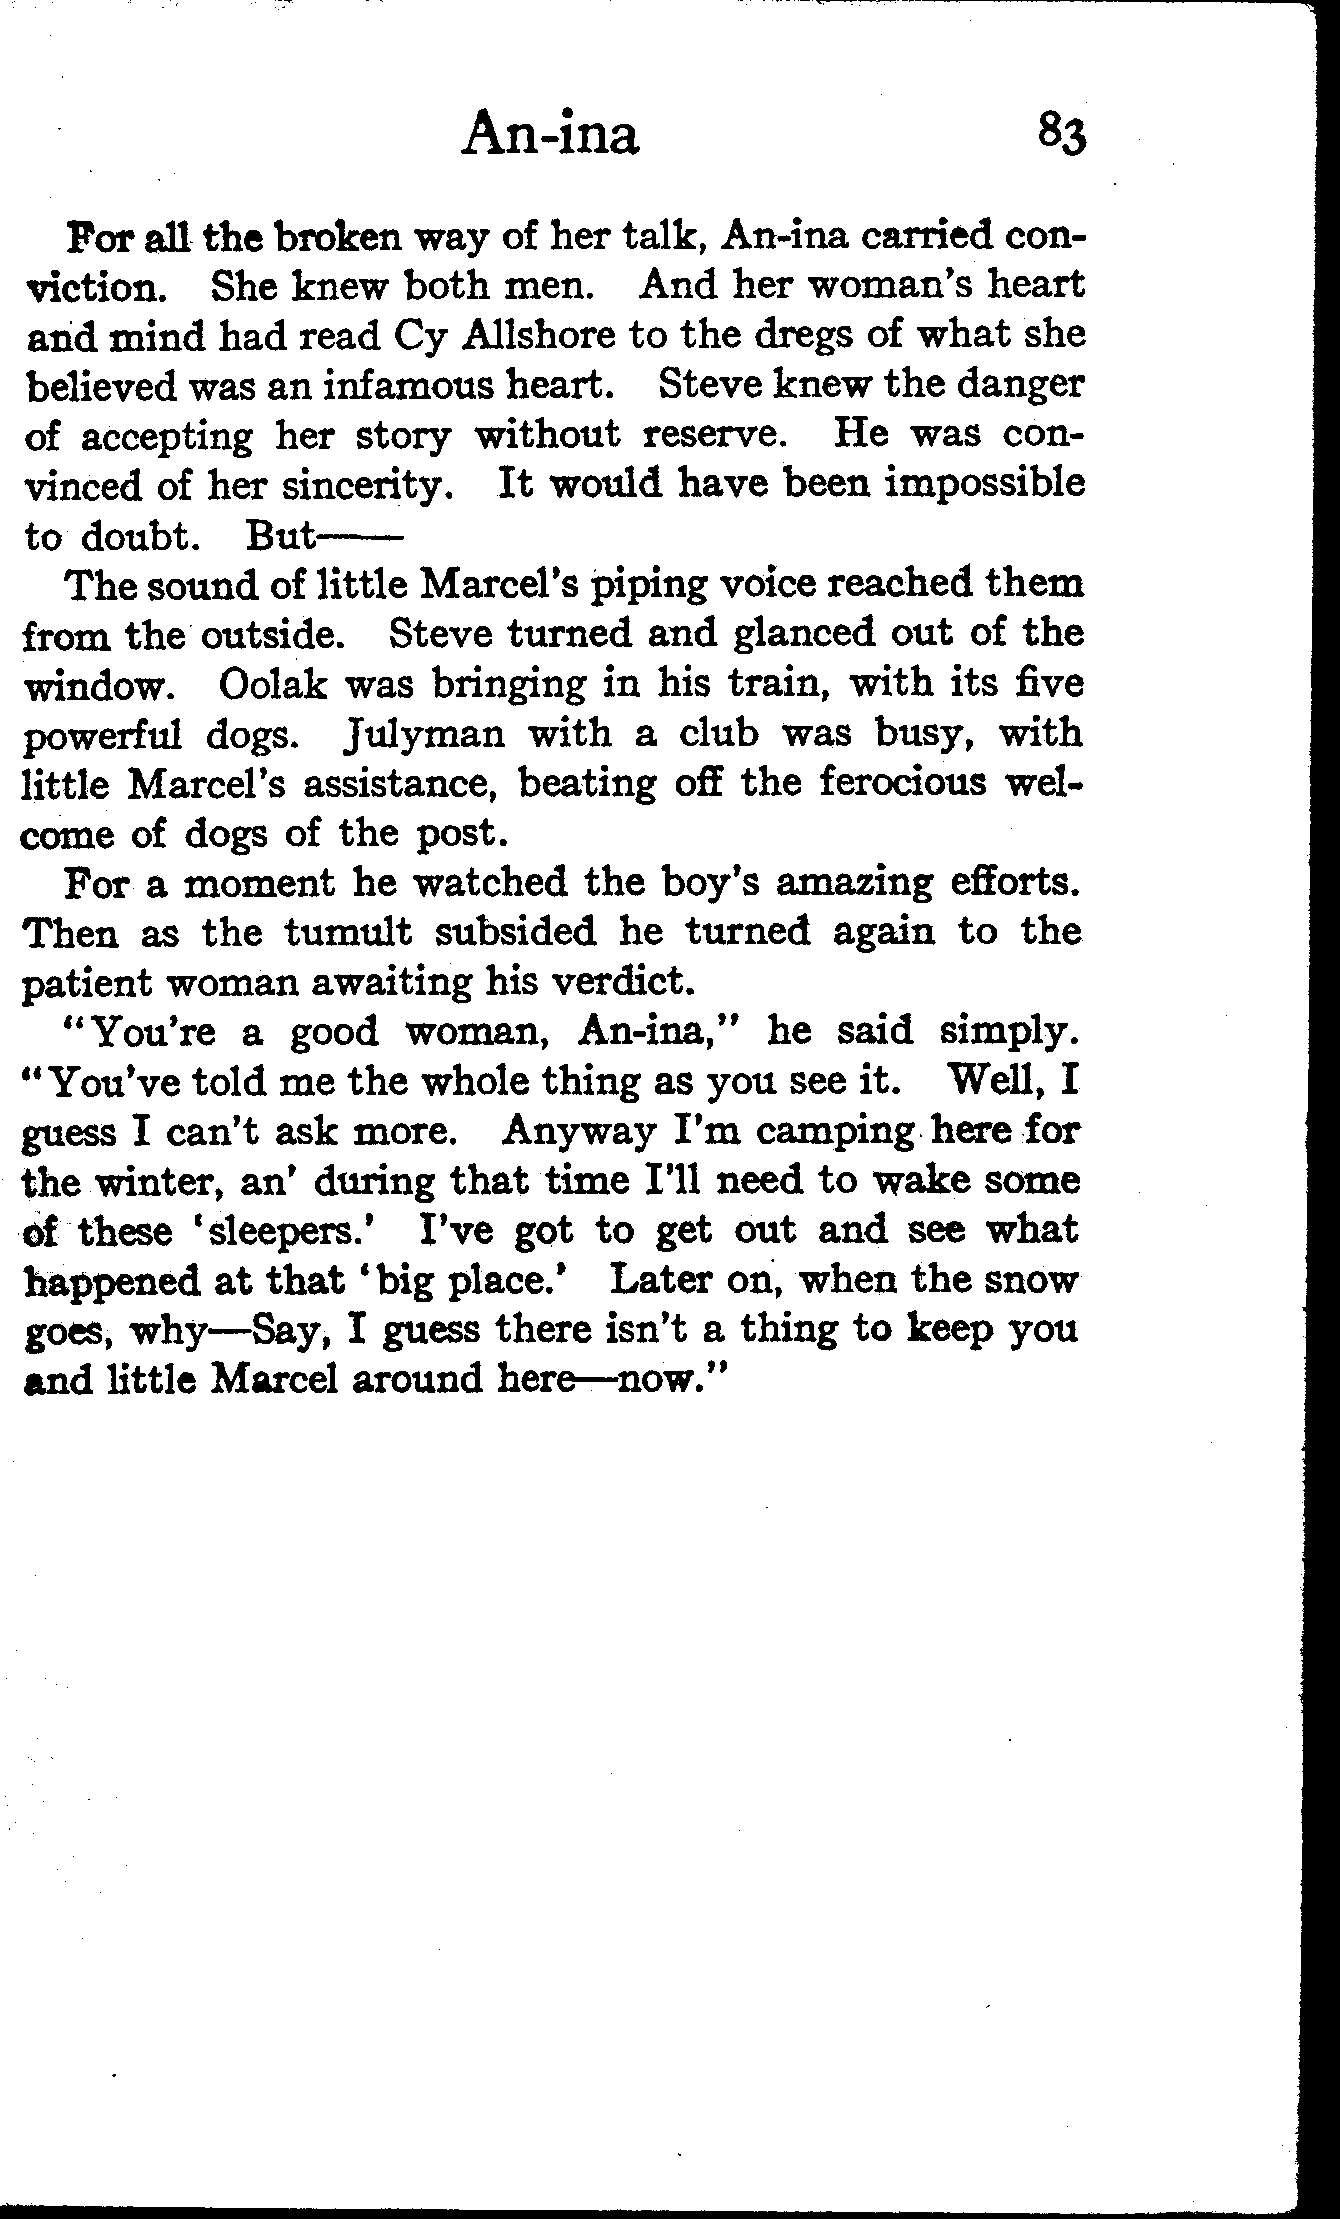 An-ina 83
For all the broken way of her talk, An-ina carried con-
viction. She knew both men. And her woman's heart
and mind had read Cy Allshore to the dregs of what she
believed was an infamous heart. Steve knew the danger
of accepting her story without reserve. He was con-
vinced of her sincerity. It would have been impossible
to doubt. But——
The sound of little Marcel's piping voice reached them
from the outside. Steve turned and glanced out of the
window. Oolak was bringing in his train, with its five
powerful dogs. Julyman with a club was busy, with
little Marcel's assistance, beating off the ferocious wel-
come of dogs of the post.
For a moment he watched the boy's amazing efforts.
Then as the tumult subsided he turned again to the
patient woman awaiting his verdict.
"You're a good woman, An-ina," he said simply.
"You've told me the whole thing as you see it. Well, I
guess I can't ask more. Anyway I'm camping here for
the winter, an' during that time I'll need to wake some
of these 'sleepers.' I've got to get out and see what
happened at that 'big place.' Later on, when the snow
goes, why—Say, I guess there isn't a thing to keep you
and little Marcel around here—now."